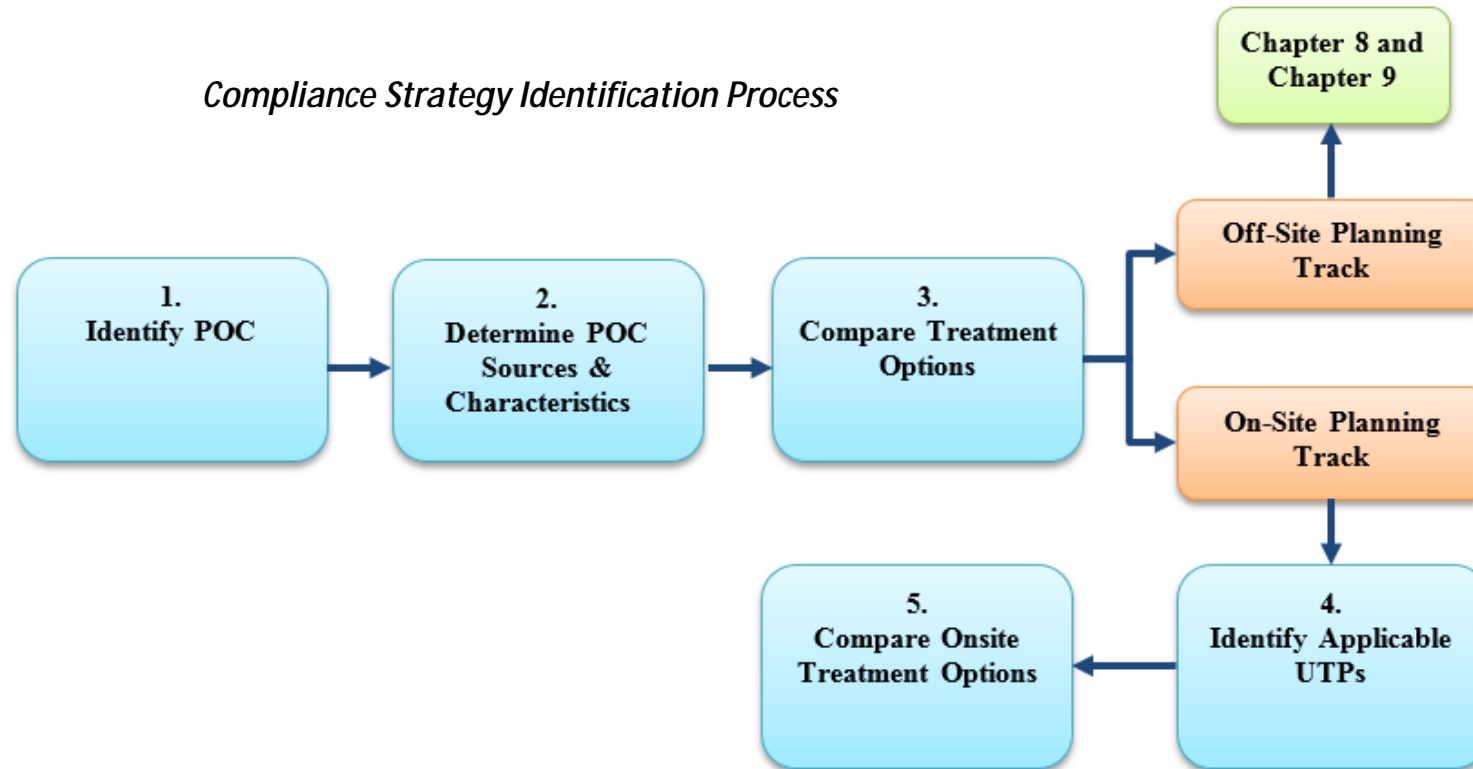 Compliance Strategy Identification Process
Chapter 8 and
Chapter 9
Off-Site Planning
Track
1.
Identify POC
2.
Determine POC
Sources &
Characteristics
3.
Compare Treatment
Options
On-Site Planning
Track
4.
Identify Applicable
UTPs
5.
Compare Onsite
Treatment Options